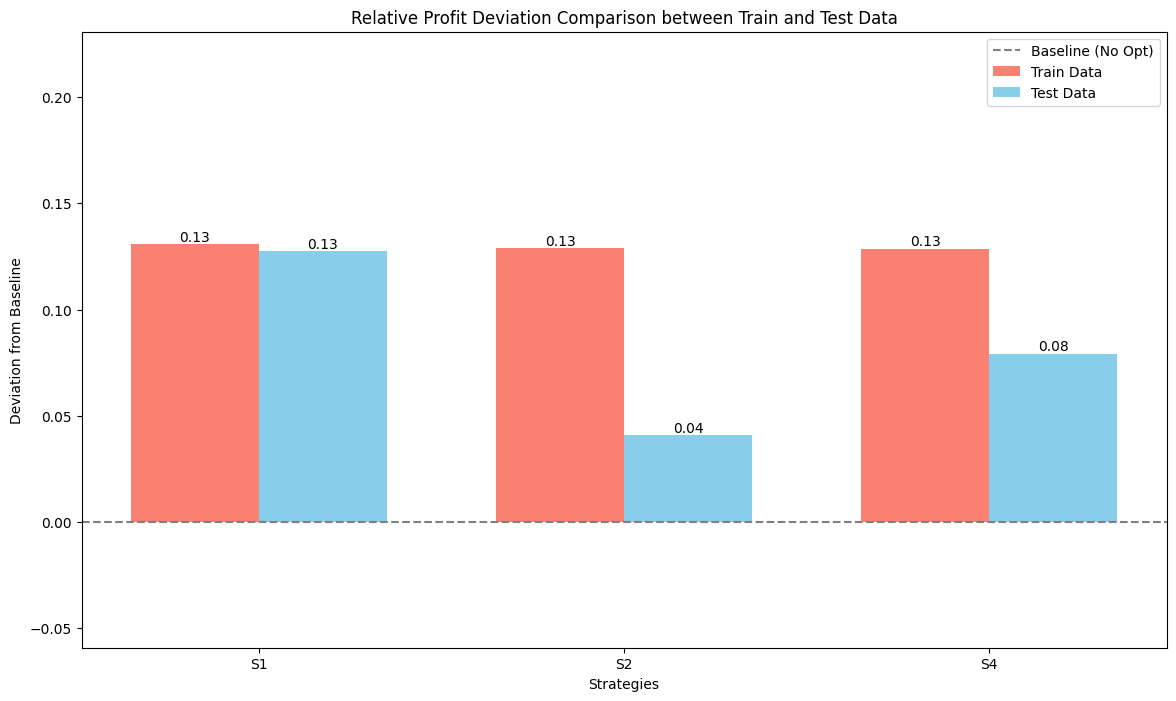 Relative Profit Deviation Comparison between Train and Test Data
Baseline (No Opt)
Train Data
Test Data
Deviation from Baseline
0.20
0.15
0.10
0.05
0.00
−0.05
0.13
0.13
0.13
0.04
0.13
0.08
S1
S2
S4
Strategies